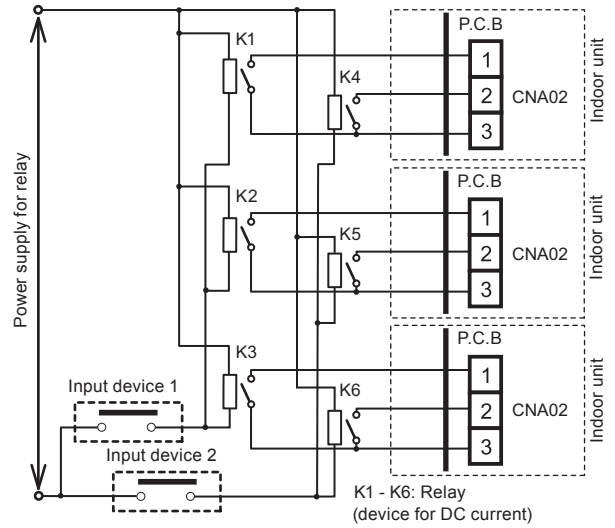 Power supply for relay
K1
K4
P.C.B
1
2
3
CNA02
Indoor unit
K2
K5
P.C.B
1
2
3
CNA02
Indoor unit
K3
K6
P.C.B
1
2
3
CNA02
Indoor unit
Input device 1
Input device 2
K1 - K6: Relay
(device for DC current)